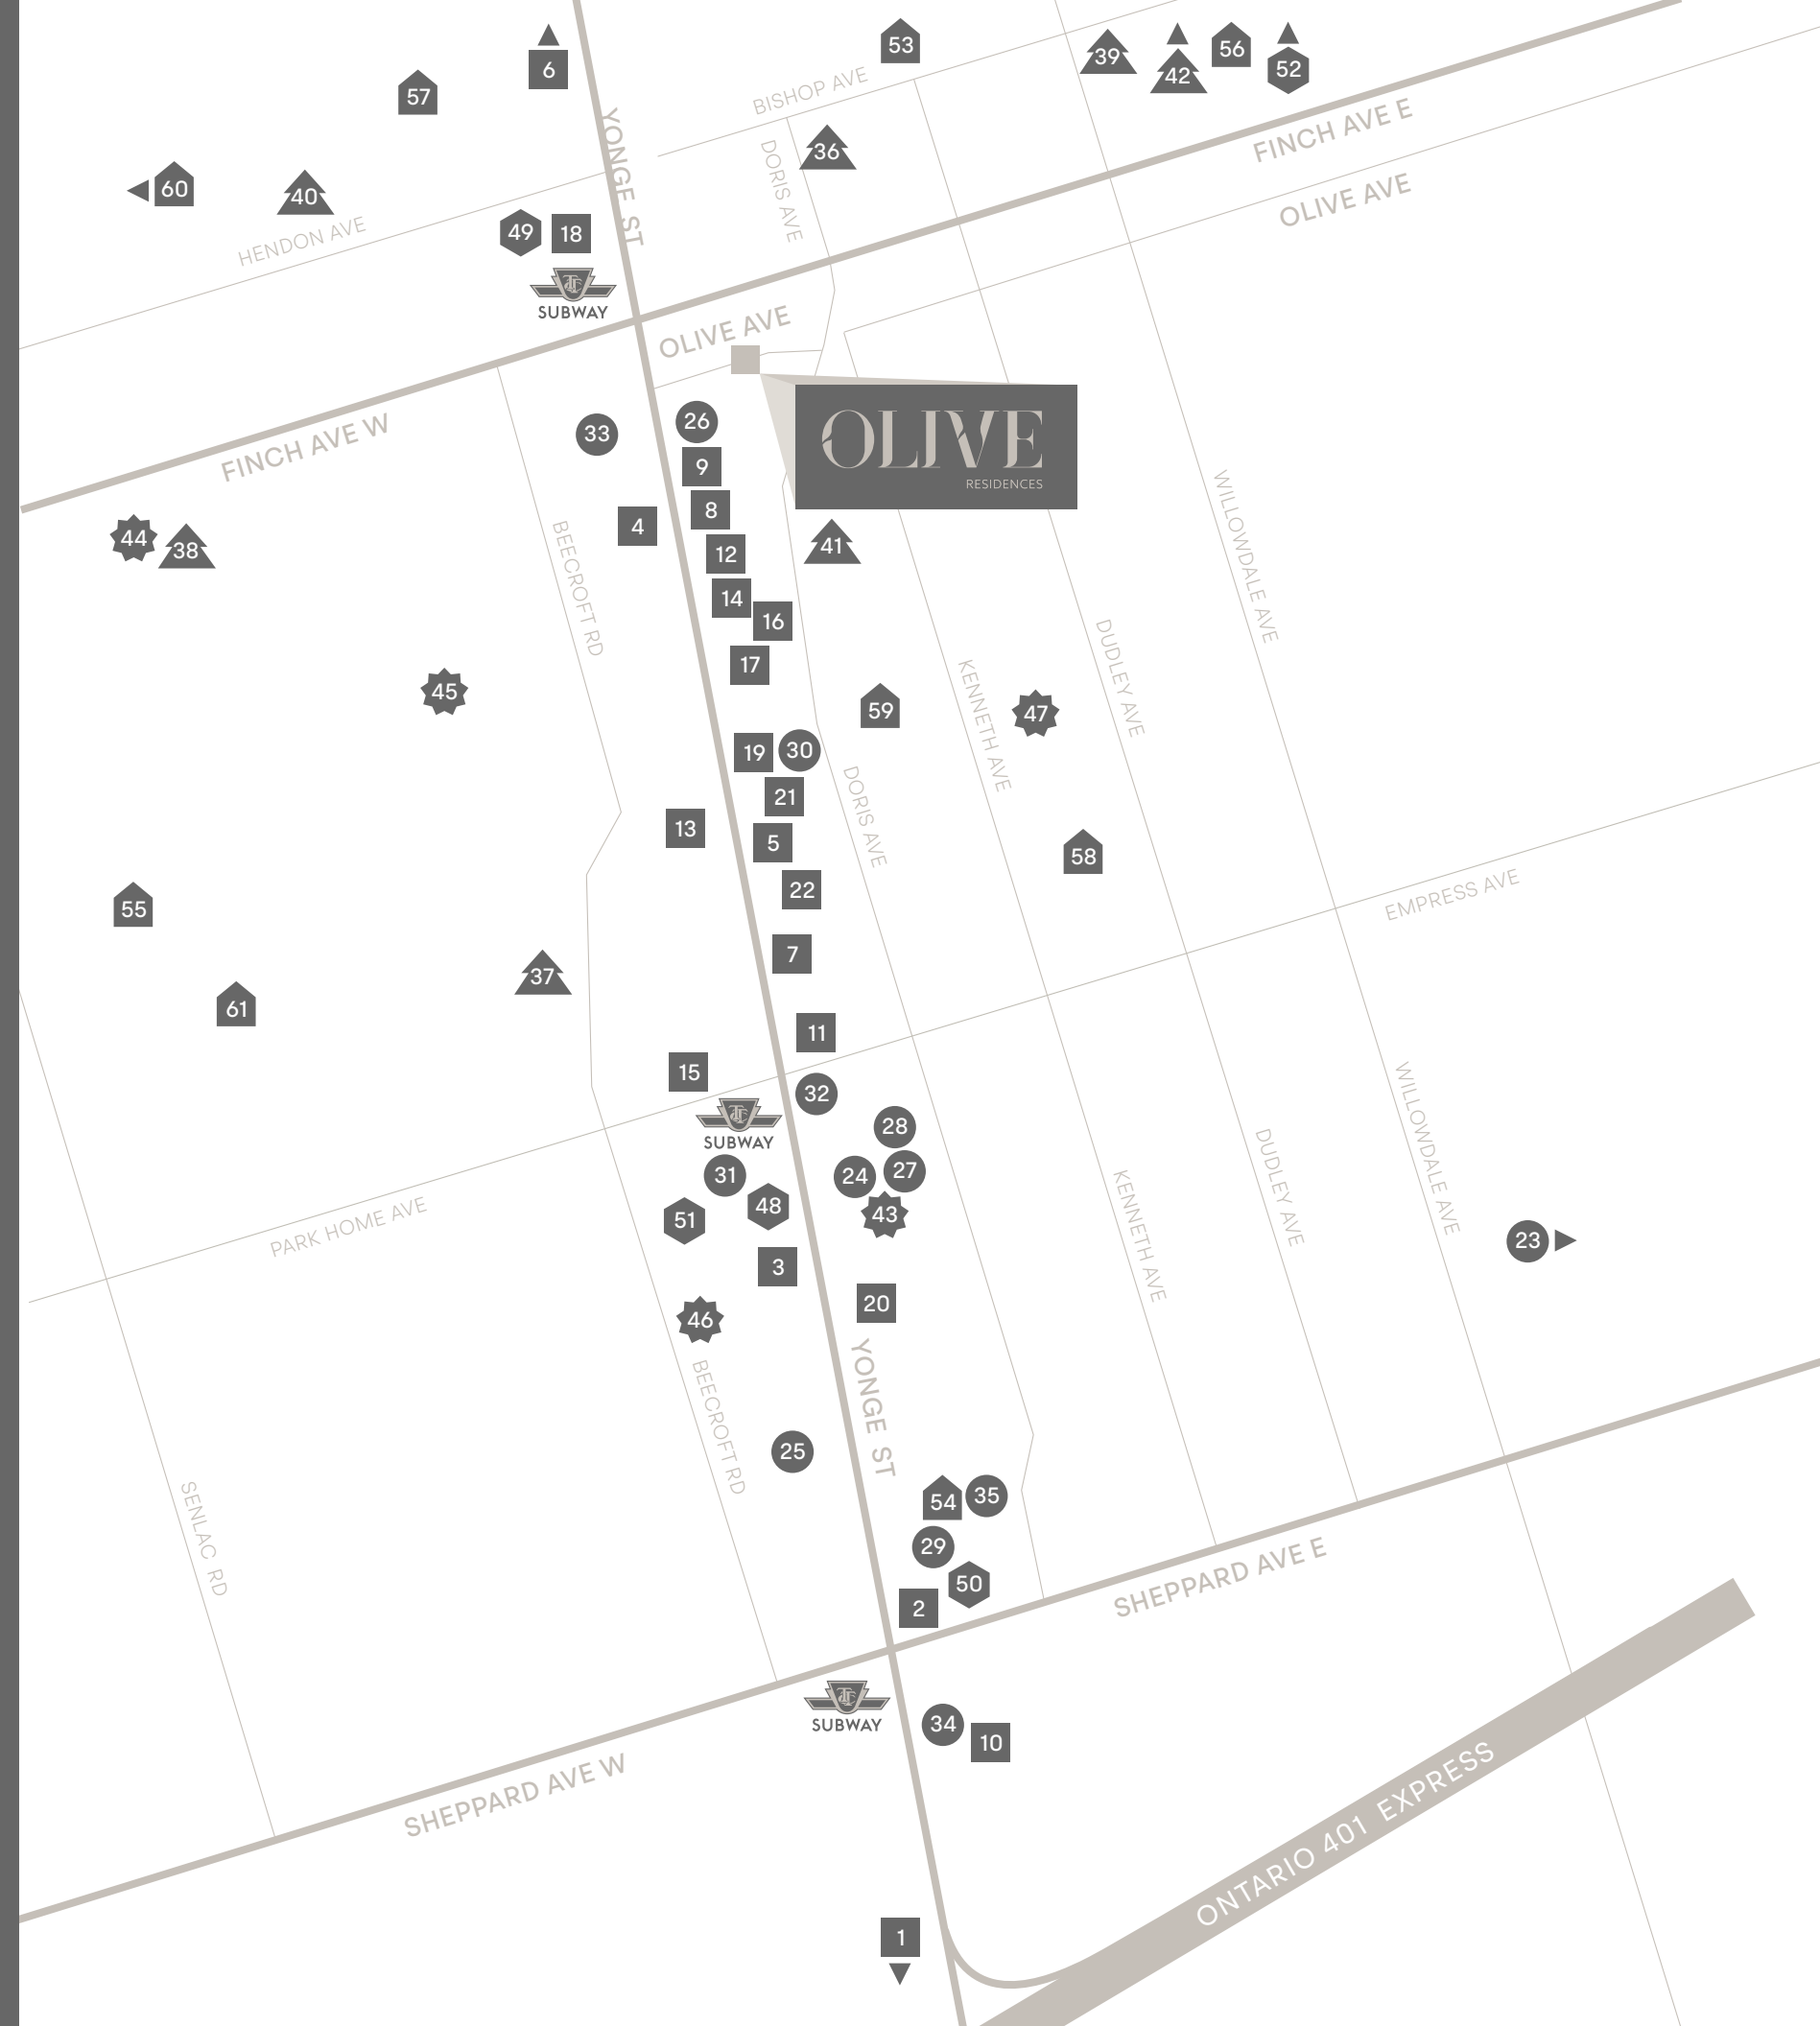 53
39
42
56
52
6
57
BISHOP AVE
YONGE ST
DORIS AVE
36
FINCH AVE E
60
40
HENDON AVE
49
18
OLIVE AVE
TTC
SUBWAY
OLIVE AVE
FINCH AVE W
33
26
9
8
4
12
OLIVE
RESIDENCES
41
44
38
BEECROFT RD
14
16
17
WILLOWDALE AVE
DUDLEY AVE
KENNETH AVE
45
59
47
19
30
21
DORIS AVE
13
5
22
58
EMPRESS AVE
55
7
37
61
11
15
32
TTC
SUBWAY
28
31
24
27
48
51
43
WILLOWDALE AVE
DUDLEY AVE
KENNETH AVE
PARK HOME AVE
23
3
20
46
YONGE ST
BEECROFT RD
25
SENLAC RD
54
35
29
50
2
SHEPPARD AVE E
TTC
SUBWAY
34
10
SHEPPARD AVE W
ONTARIO 401 EXPRESS
1